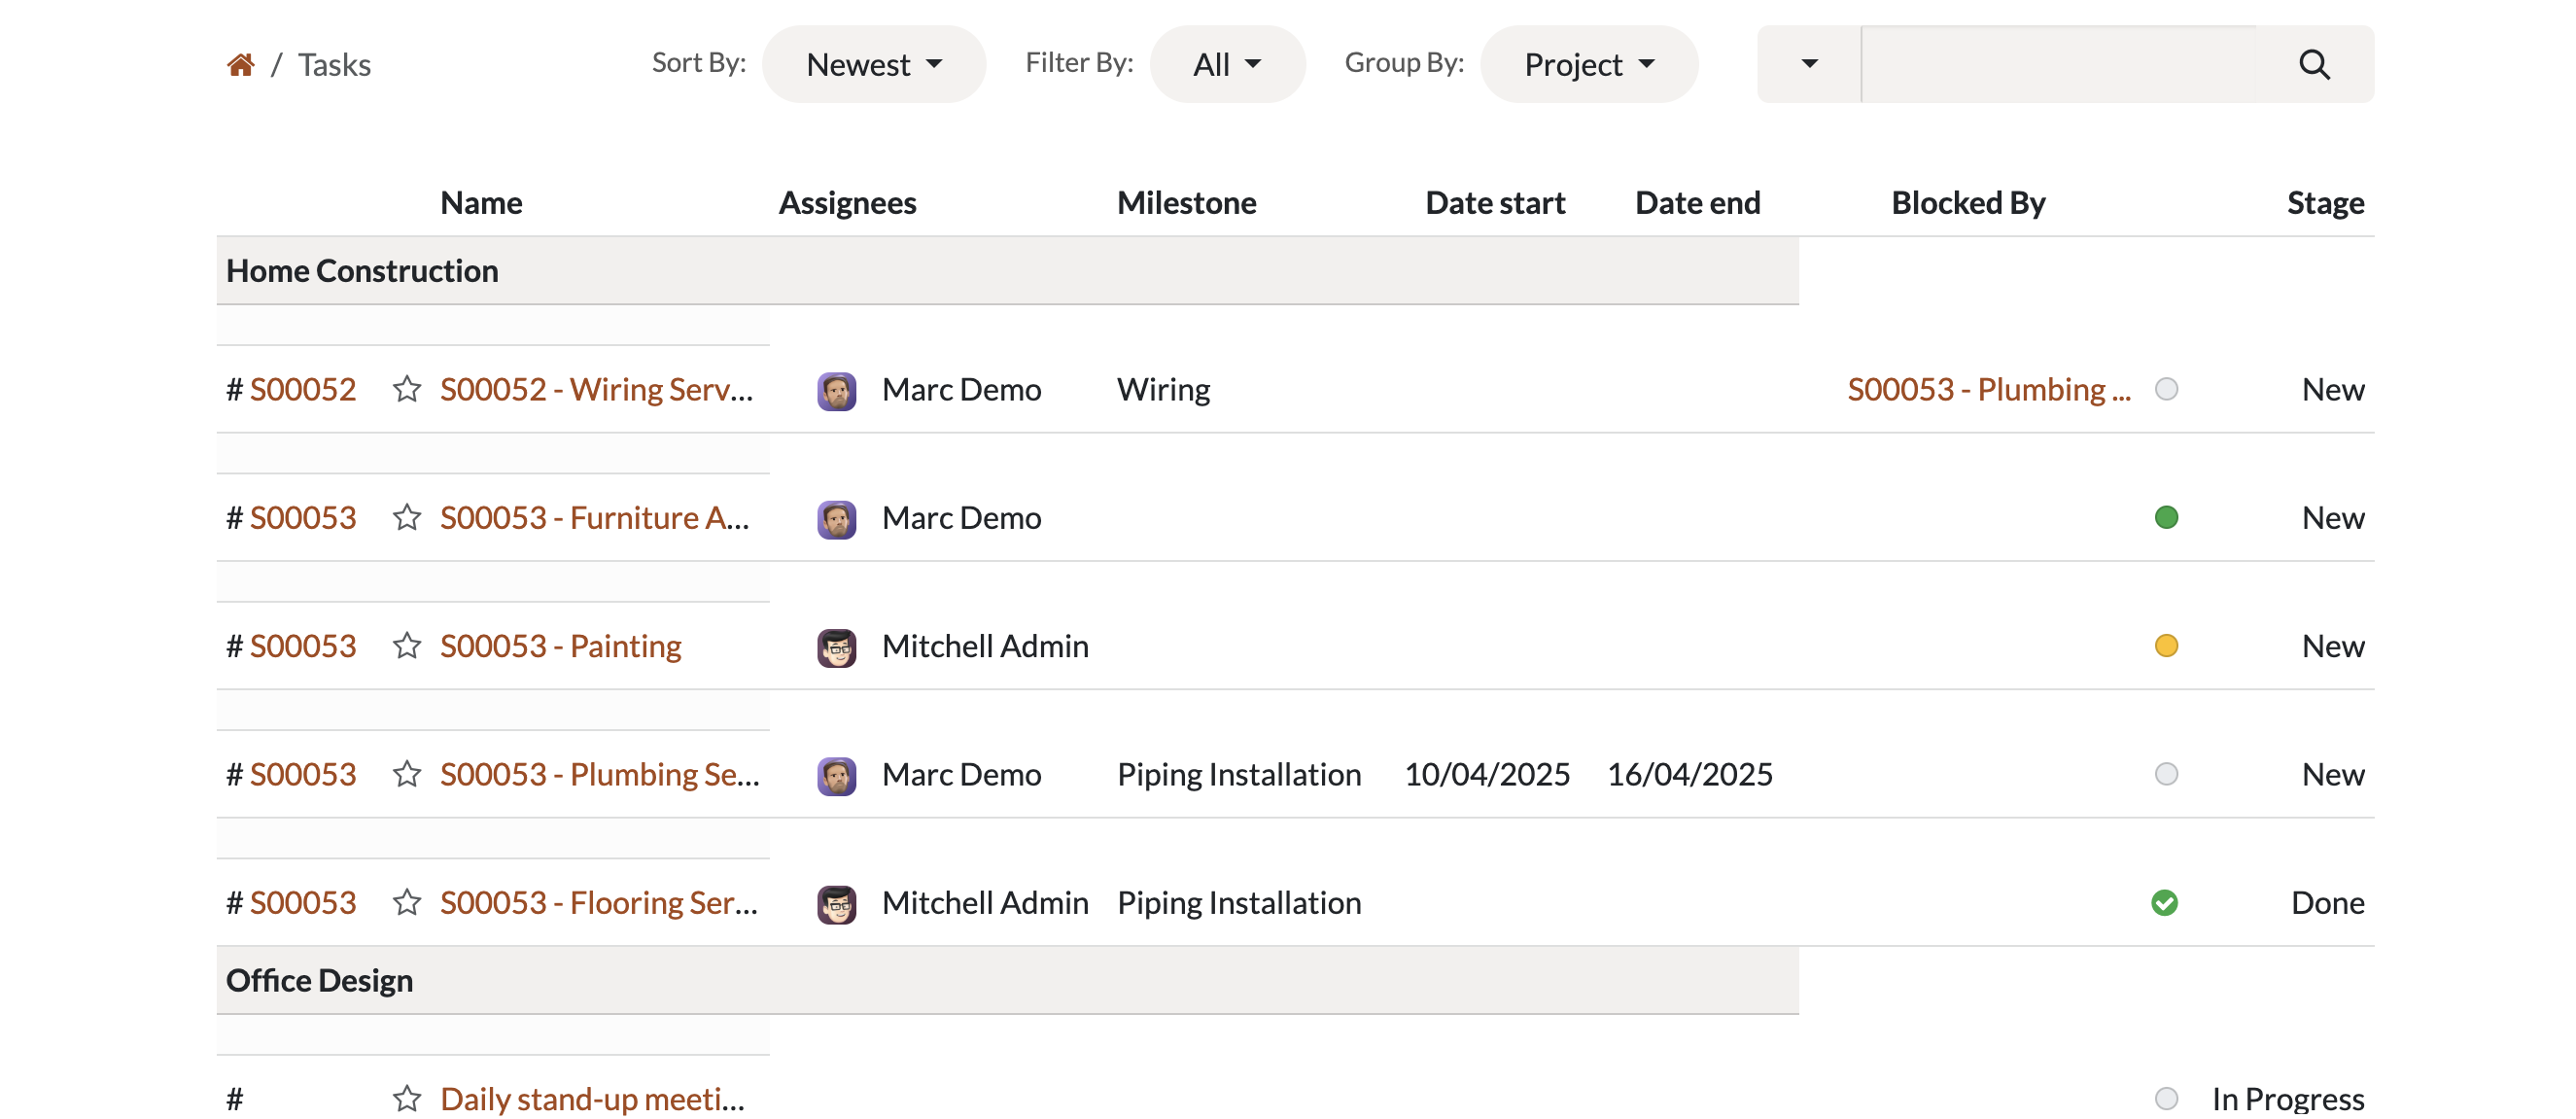 / Tasks Sort By: Newest Filter By: All Group By: Project
Name Assignees Milestone Date start Date end Blocked By Stage
Home Construction
# S00052 S00052 - Wiring Serv... Marc Demo Wiring S00053 - Plumbing ... New
# S00053 S00053 - Furniture A... Marc Demo New
# S00053 S00053 - Painting Mitchell Admin New
# S00053 S00053 - Plumbing Se... Marc Demo Piping Installation 10/04/2025 16/04/2025 New
# S00053 S00053 - Flooring Ser... Mitchell Admin Piping Installation Done
Office Design
# Daily stand-up meeti... In Progress